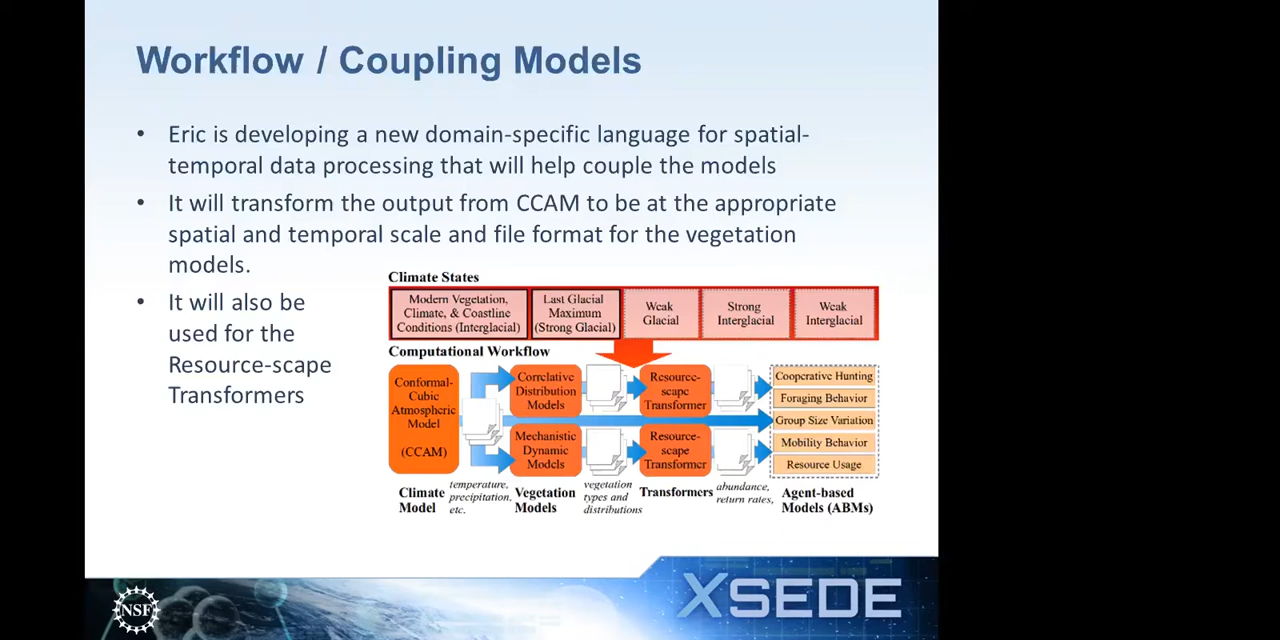 Workflow / Coupling Models
• Eric is developing a new domain-specific language for spatial-
temporal data processing that will help couple the models
• It will transform the output from CCAM to be at the appropriate
spatial and temporal scale and file format for the vegetation
models.
• It will also be
used for the
Resource-scape
Transformers
Climate States
Modern Vegetation,
Climate, & Coastline
Conditions (Interglacial)
Last Glacial
Maximum
(Strong Glacial)
Weak
Glacial
Strong
Interglacial
Weak
Interglacial
Computational Workflow
Conformal-
Cubic
Atmospheric
Model
(CCAM)
Correlative
Distribution
Models
Mechanistic
Dynamic
Models
Resource-
scape
Transformer
Resource-
scape
Transformer
Cooperative Hunting
Foraging Behavior
Group Size Variation
Mobility Behavior
Resource Usage
Climate
Model
temperature,
precipitation,
etc.
Vegetation
Models
vegetation
types and
distributions
Transformers
abundance,
return rates,
Agent-based
Models (ABMs)
NSF
XSEDE